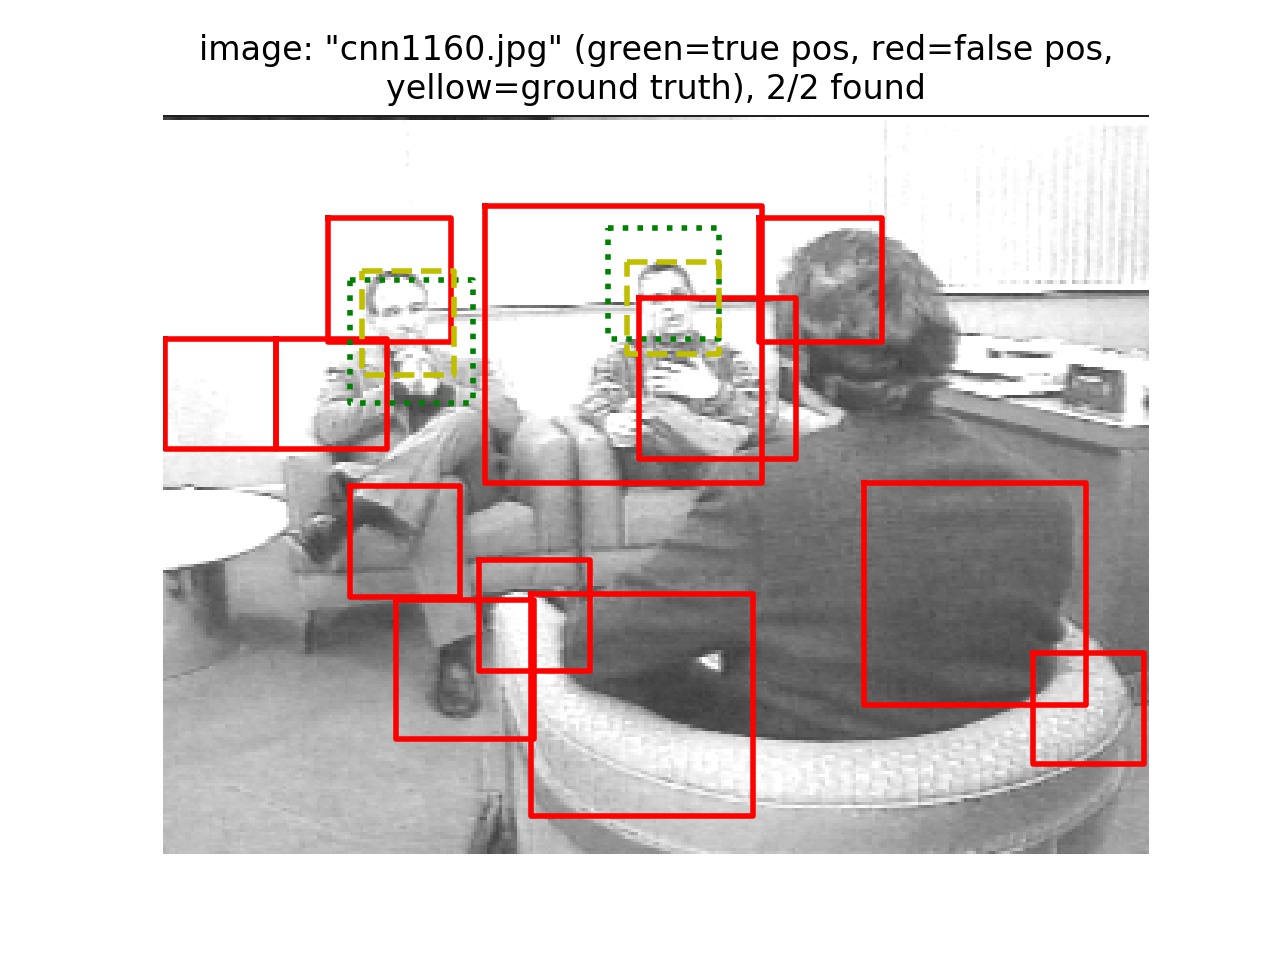 image: "cnn1160.jpg" (green=true pos, red=false pos,
yellow=ground truth), 2/2 found